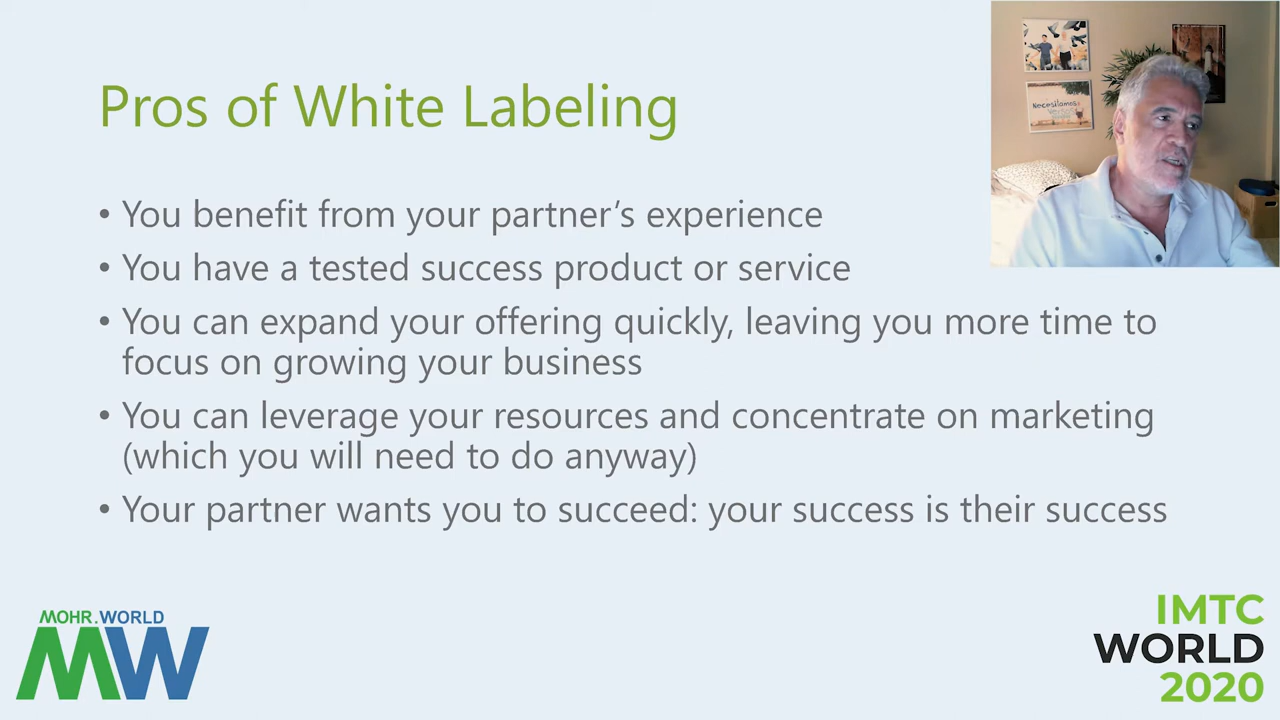 Pros of White Labeling
Necesitamos
• You benefit from your partner’s experience
• You have a tested success product or service
• You can expand your offering quickly, leaving you more time to
focus on growing your business
• You can leverage your resources and concentrate on marketing
(which you will need to do anyway)
• Your partner wants you to succeed: your success is their success
MOHR.WORLD
MW
IMTC
WORLD
2020